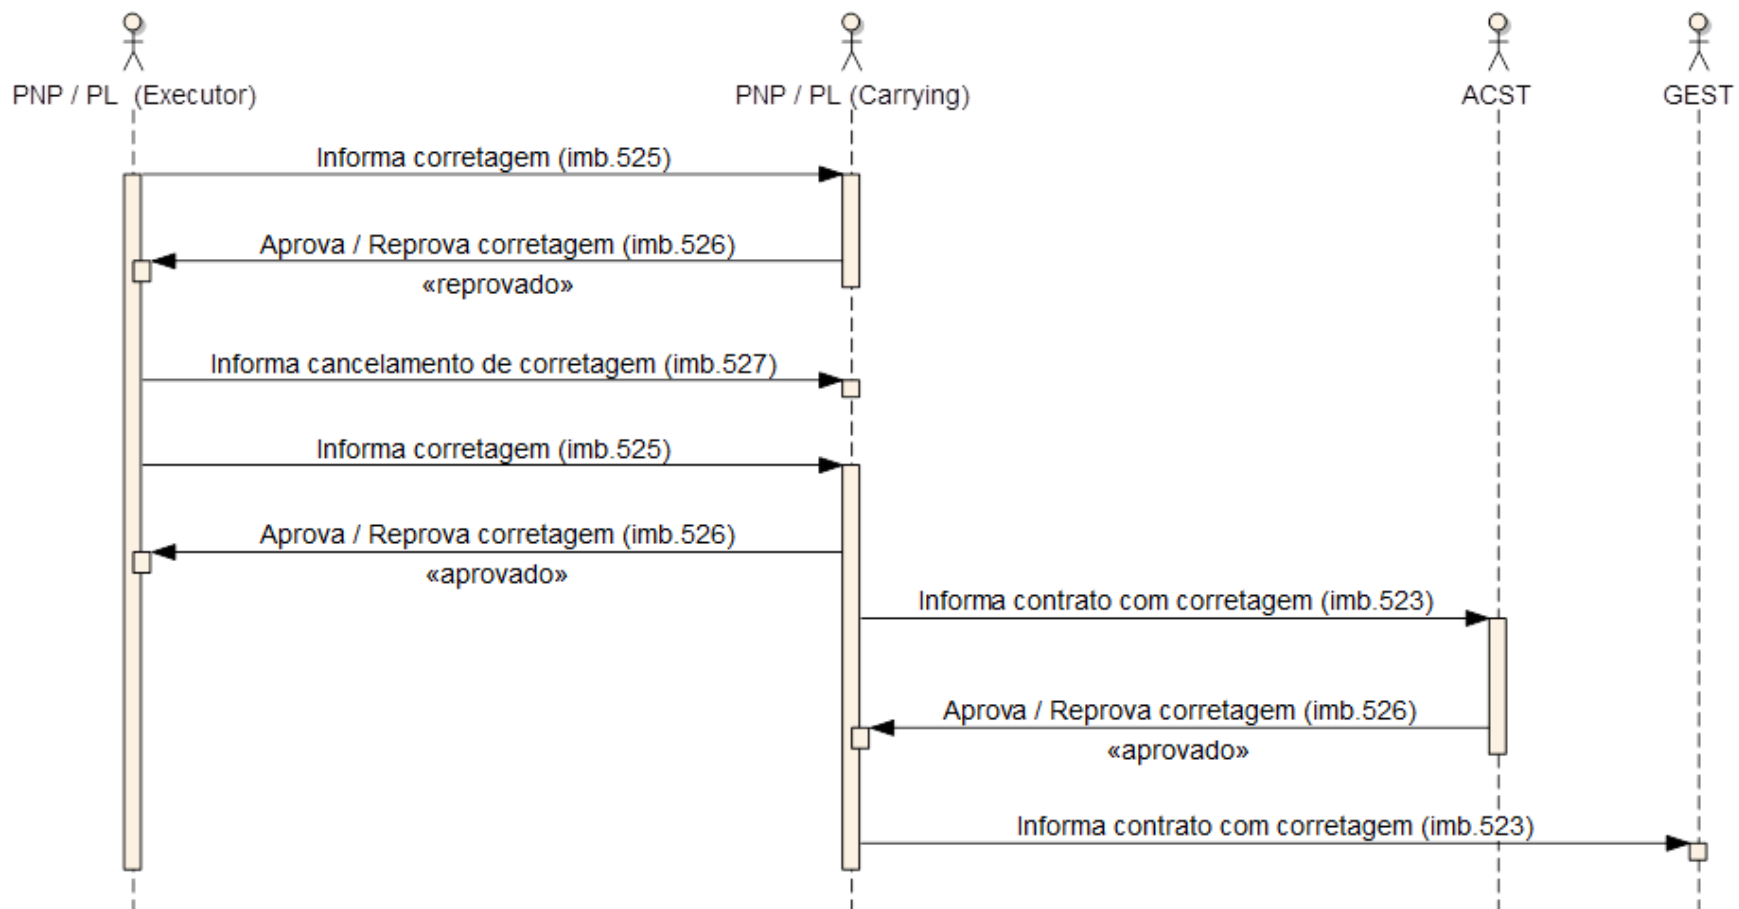 PNP / PL (Executor)
PNP / PL (Carrying)
ACST
GEST
Informa corretagem (imb.525)
Aprova / Reprova corretagem (imb.526)
«reprovado»
Informa cancelamento de corretagem (imb.527)
Informa corretagem (imb.525)
Aprova / Reprova corretagem (imb.526)
«aprovado»
Informa contrato com corretagem (imb.523)
Aprova / Reprova corretagem (imb.526)
«aprovado»
Informa contrato com corretagem (imb.523)